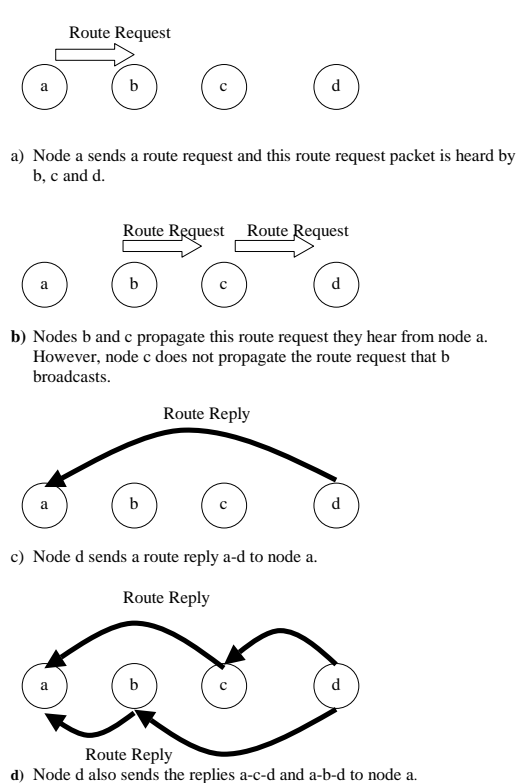 Route Request
a b c d
a) Node a sends a route request and this route request packet is heard by
b, c and d.
Route Request Route Request
a b c d
b) Nodes b and c propagate this route request they hear from node a.
However, node c does not propagate the route request that b
broadcasts.
Route Reply
a b c d
c) Node d sends a route reply a-d to node a.
Route Reply
a b c d
Route Reply
d) Node d also sends the replies a-c-d and a-b-d to node a.